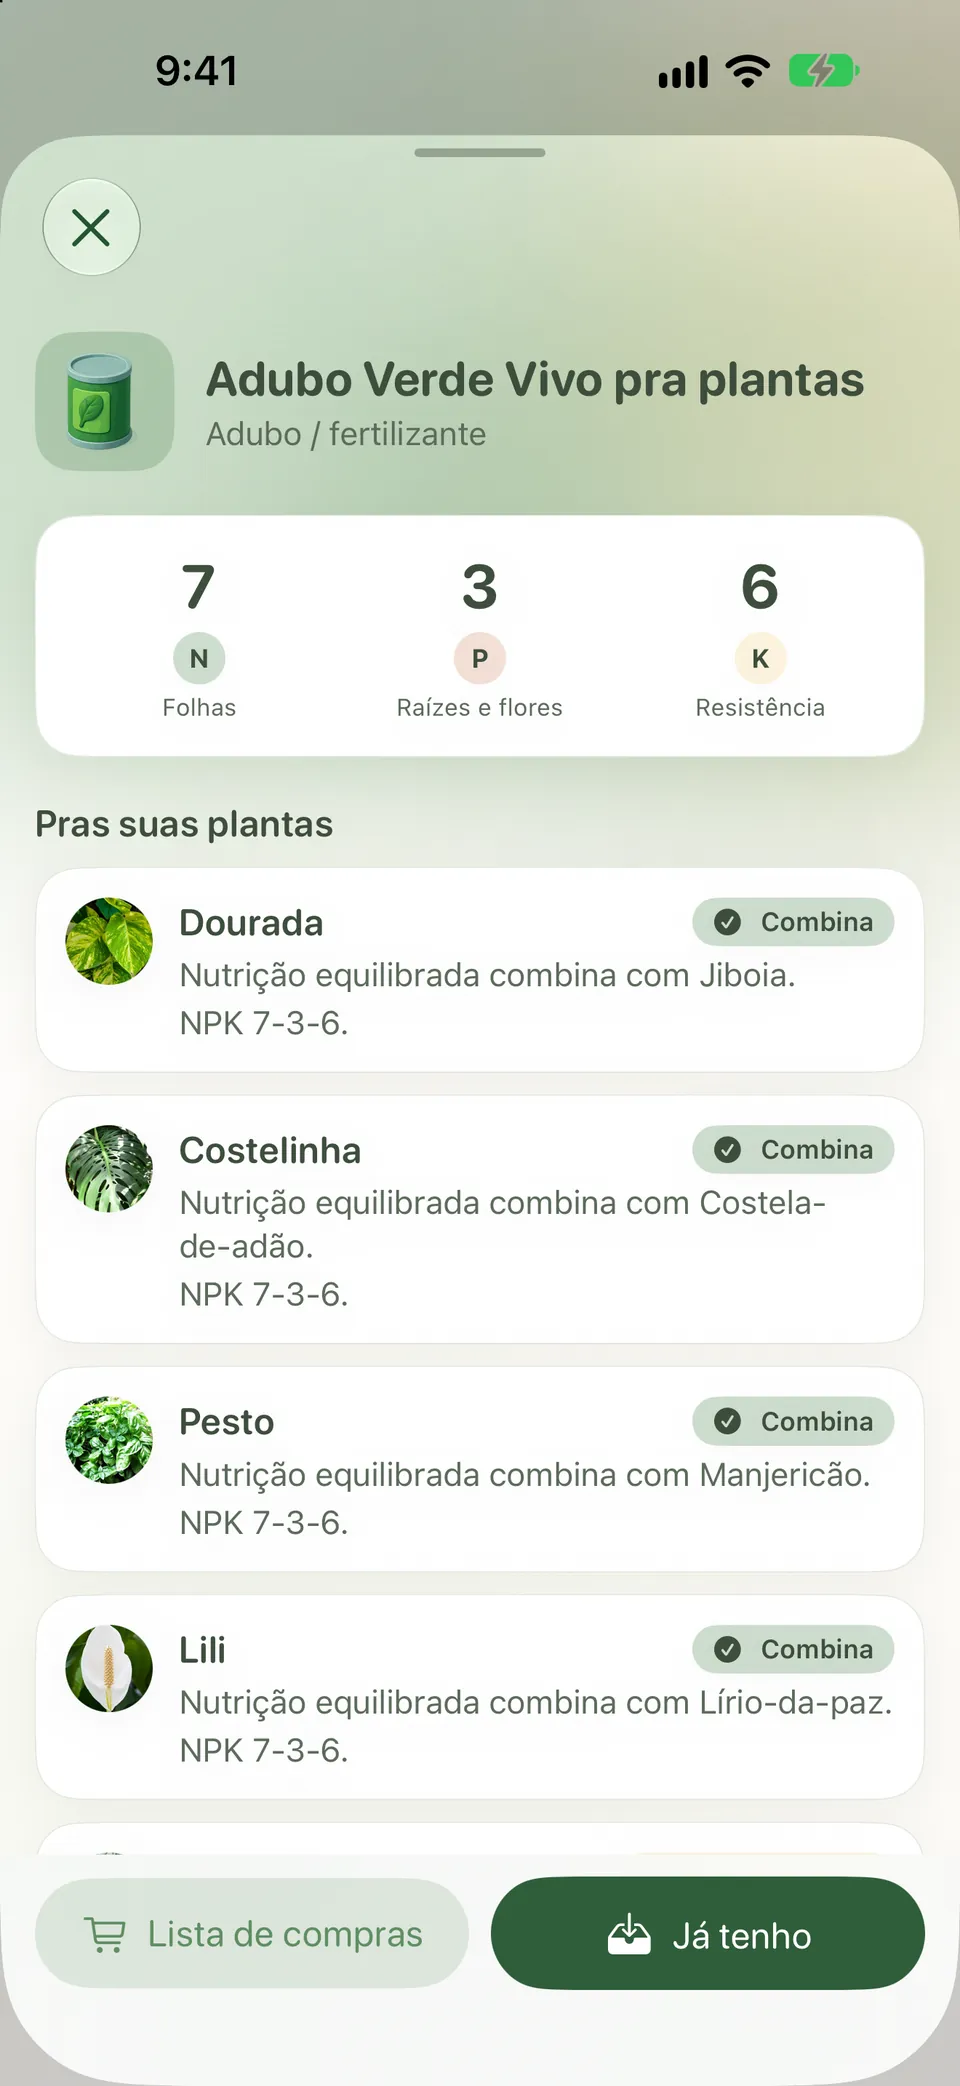 9:41
Adubo Verde Vivo pra plantas
Adubo / fertilizante
7 3 6
N P K
Folhas Raízes e flores Resistência
Pras suas plantas
Dourada Combina
Nutrição equilibrada combina com Jiboia.
NPK 7-3-6.
Costelinha Combina
Nutrição equilibrada combina com Costela-
de-adão.
NPK 7-3-6.
Pesto Combina
Nutrição equilibrada combina com Manjericão.
NPK 7-3-6.
Lili Combina
Nutrição equilibrada combina com Lírio-da-paz.
NPK 7-3-6.
Lista de compras Já tenho